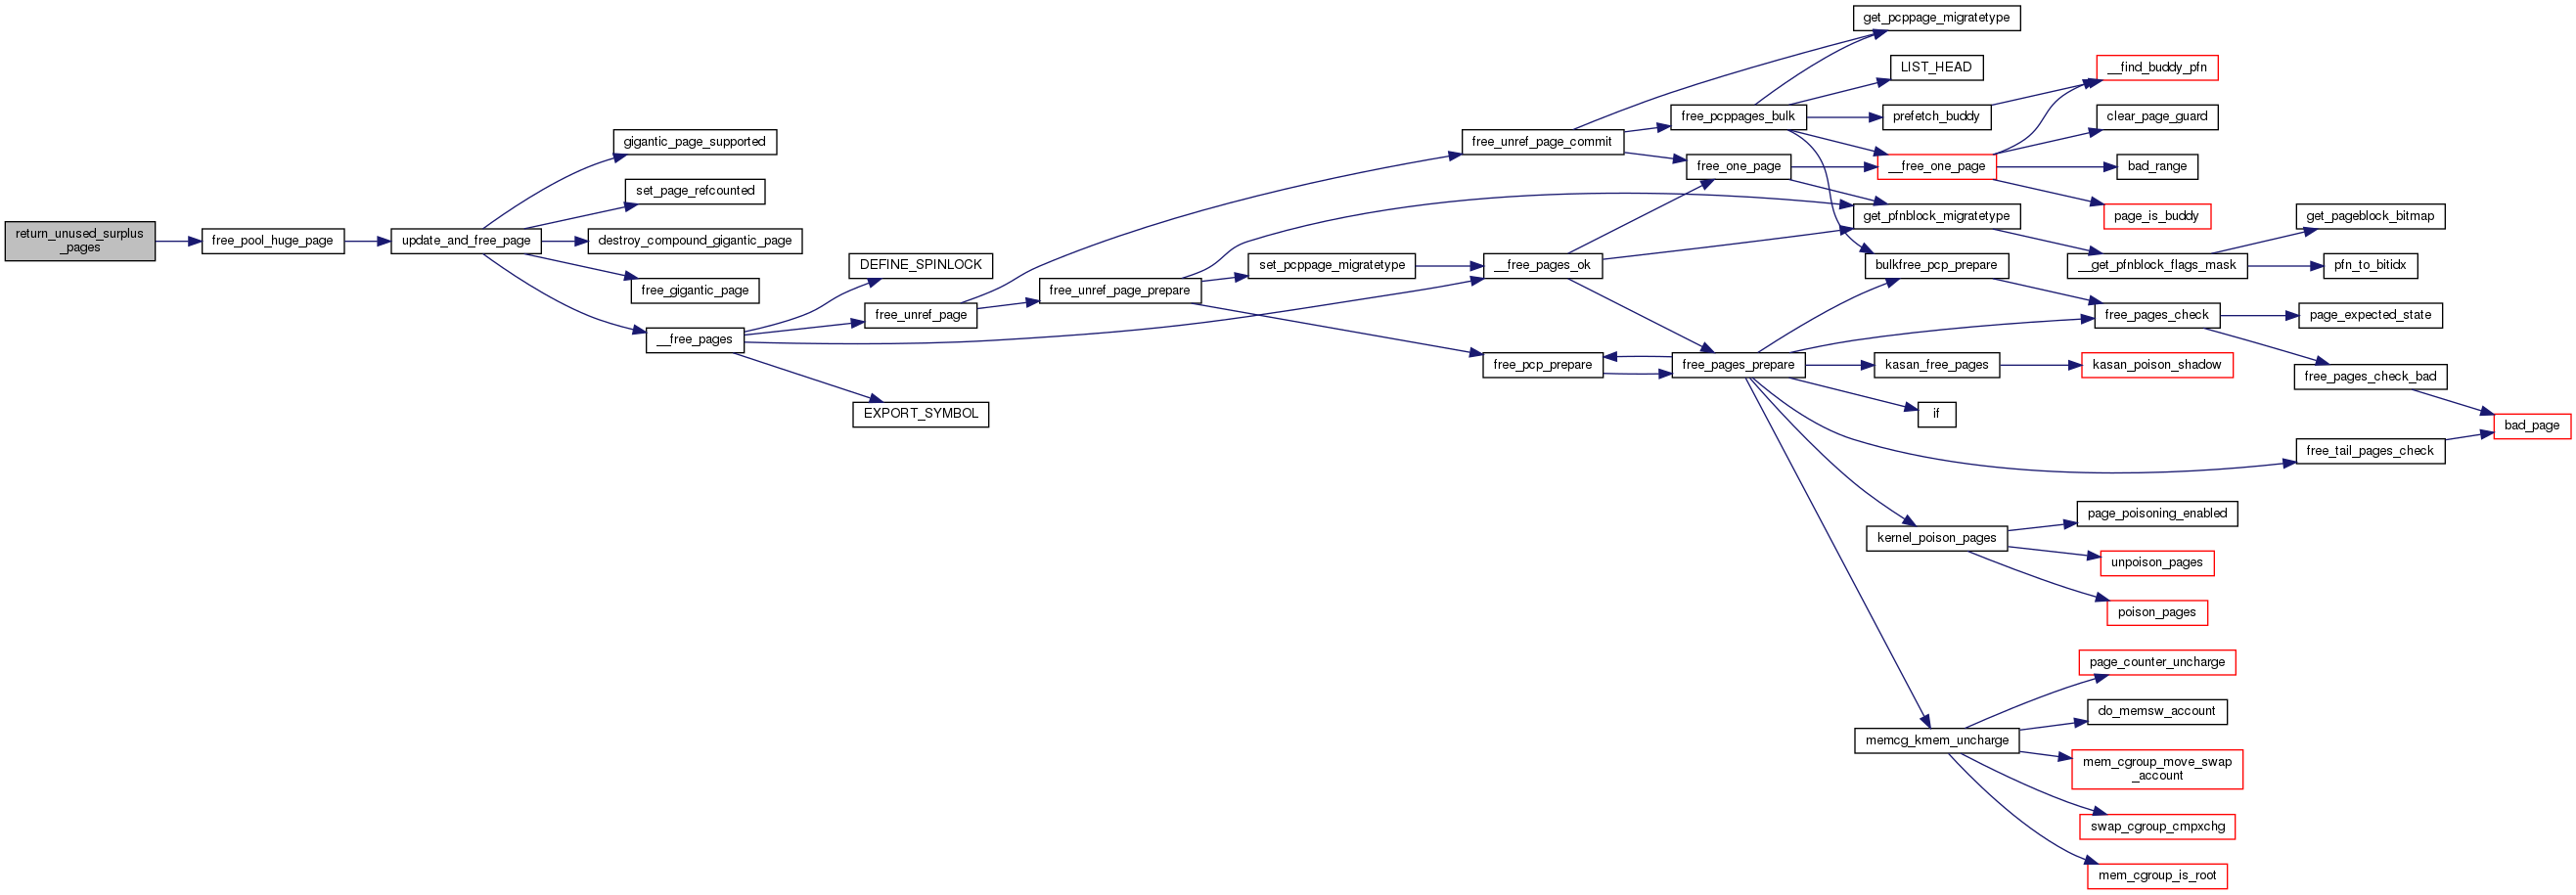 return_unused_surplus
_pages
free_pool_huge_page
update_and_free_page
gigantic_page_supported
set_page_refcounted
destroy_compound_gigantic_page
free_gigantic_page
__free_pages
DEFINE_SPINLOCK
free_unref_page
EXPORT_SYMBOL
free_unref_page_prepare
set_pcppage_migratetype
free_unref_page_commit
__free_pages_ok
free_pcp_prepare
free_pcppages_bulk
free_one_page
free_pages_prepare
get_pcppage_migratetype
LIST_HEAD
prefetch_buddy
__free_one_page
get_pfnblock_migratetype
bulkfree_pcp_prepare
kasan_free_pages
if
kernel_poison_pages
memcg_kmem_uncharge
__find_buddy_pfn
clear_page_guard
bad_range
page_is_buddy
__get_pfnblock_flags_mask
free_pages_check
kasan_poison_shadow
page_poisoning_enabled
unpoison_pages
poison_pages
page_counter_uncharge
do_memsw_account
mem_cgroup_move_swap
_account
swap_cgroup_cmpxchg
mem_cgroup_is_root
get_pageblock_bitmap
pfn_to_bitidx
page_expected_state
free_pages_check_bad
free_tail_pages_check
bad_page